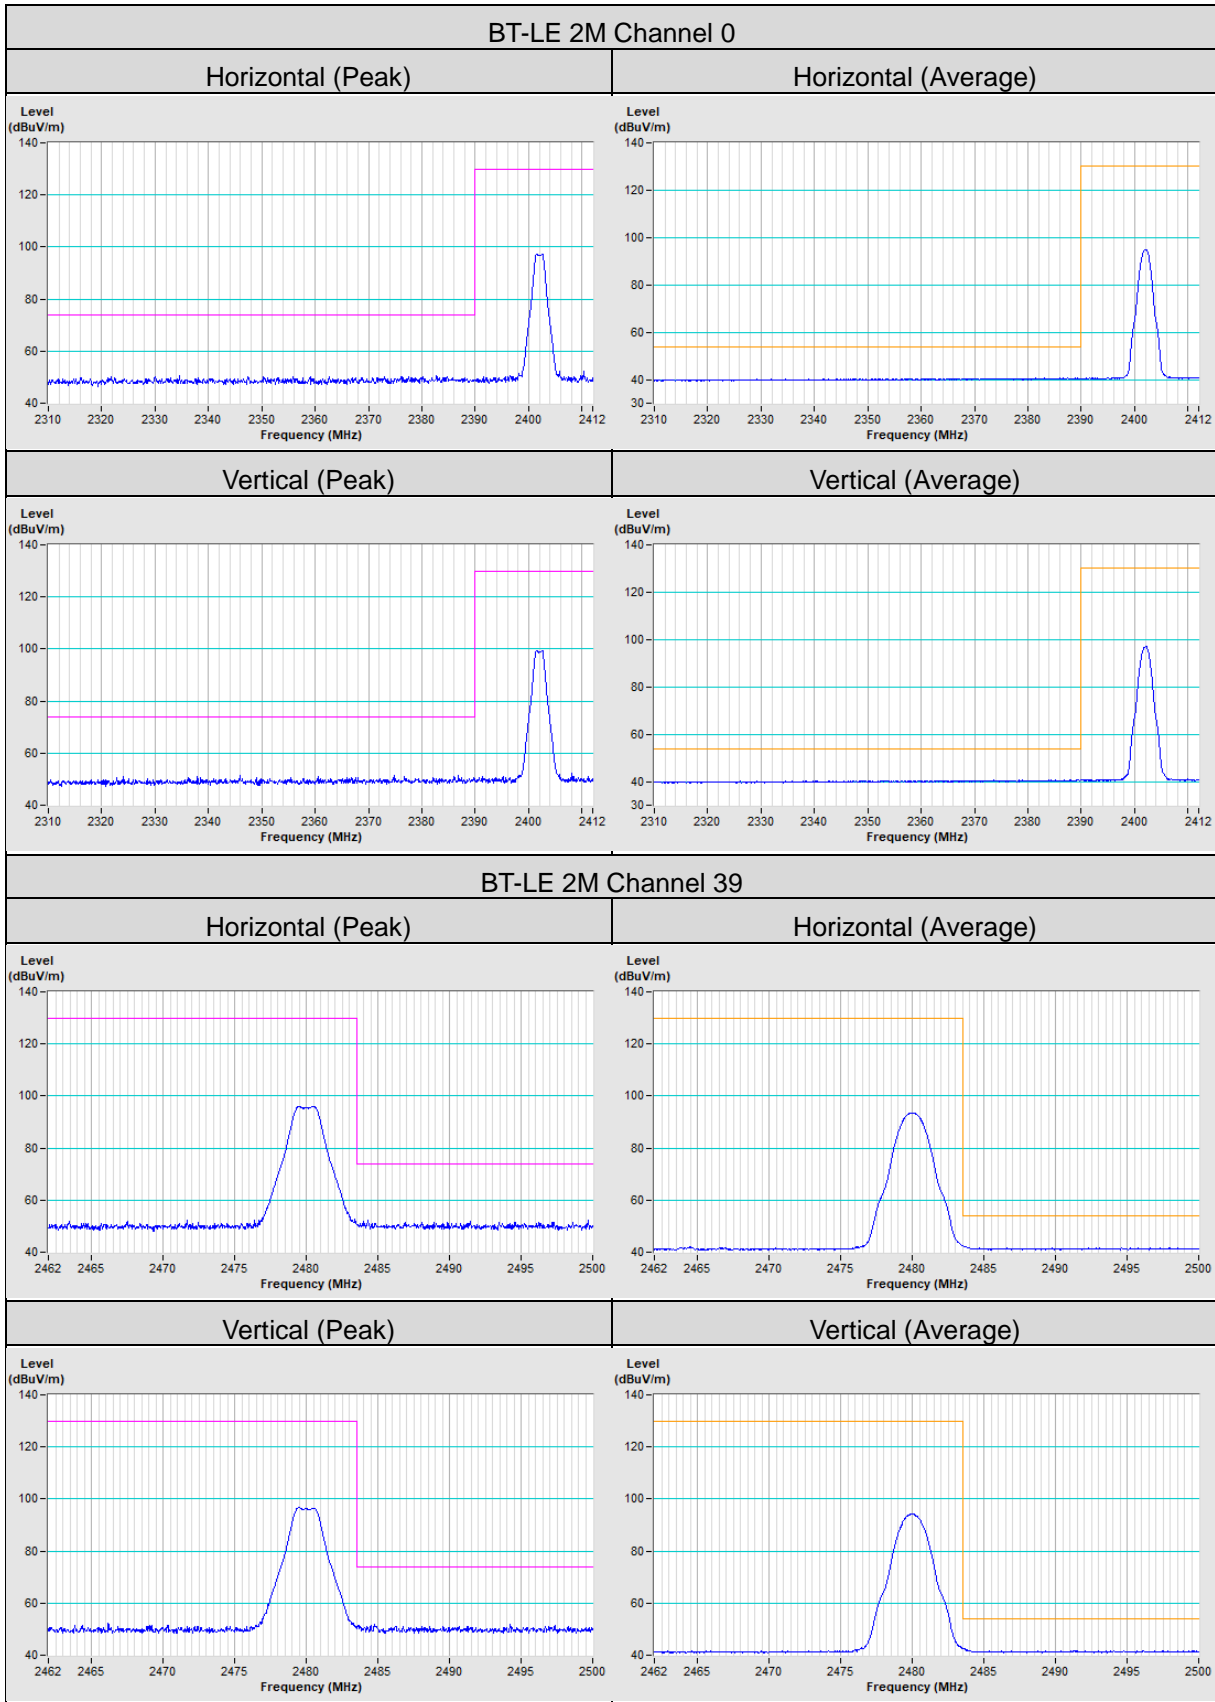 BT-LE 2M Channel 0
Horizontal (Peak)
Horizontal (Average)
Level
(dBuV/m)
140
120
100
80
60
40
2310 2320 2330 2340 2350 2360 2370 2380 2390 2400 2412
Frequency (MHz)
Level
(dBuV/m)
140
120
100
80
60
40
30
2310 2320 2330 2340 2350 2360 2370 2380 2390 2400 2412
Frequency (MHz)
Vertical (Peak)
Vertical (Average)
Level
(dBuV/m)
140
120
100
80
60
40
2310 2320 2330 2340 2350 2360 2370 2380 2390 2400 2412
Frequency (MHz)
Level
(dBuV/m)
140
120
100
80
60
40
30
2310 2320 2330 2340 2350 2360 2370 2380 2390 2400 2412
Frequency (MHz)
BT-LE 2M Channel 39
Horizontal (Peak)
Horizontal (Average)
Level
(dBuV/m)
140
120
100
80
60
40
2462 2465 2470 2475 2480 2485 2490 2495 2500
Frequency (MHz)
Level
(dBuV/m)
140
120
100
80
60
40
2462 2465 2470 2475 2480 2485 2490 2495 2500
Frequency (MHz)
Vertical (Peak)
Vertical (Average)
Level
(dBuV/m)
140
120
100
80
60
40
2462 2465 2470 2475 2480 2485 2490 2495 2500
Frequency (MHz)
Level
(dBuV/m)
140
120
100
80
60
40
2462 2465 2470 2475 2480 2485 2490 2495 2500
Frequency (MHz)